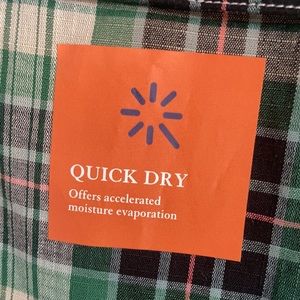 QUICK DRY
Offers accelerated
moisture evaporation